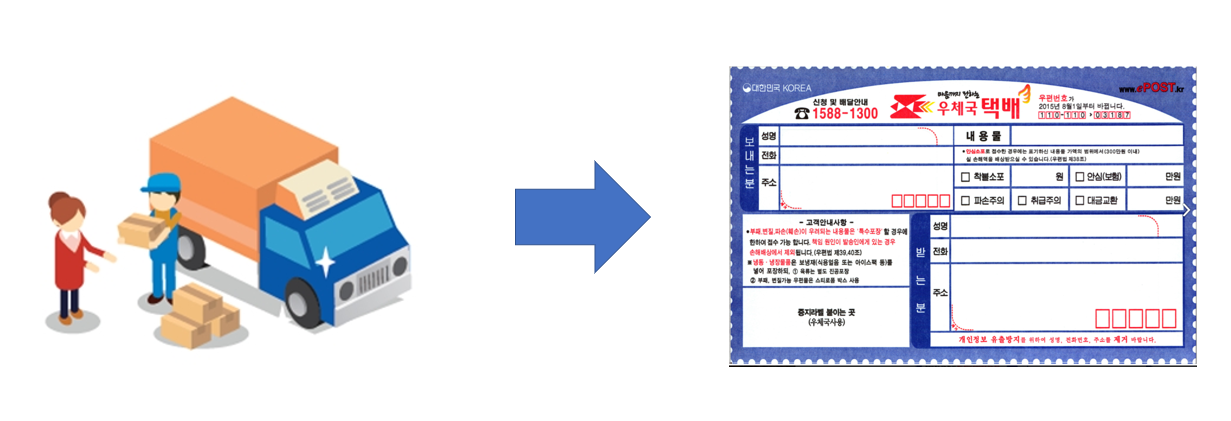 대한민국 KOREA
www.ePOST.kr
신청 및 배달안내
☎ 1588-1300
마음까지 전하는
우체국 택배
우편번호가
2015년 8월1일부터 바뀝니다.
110-110 > 03187
보내는분
성명
전화
주소
내 용 물
*안심소포로 접수한 경우에는 표기하신 내용물 가액의 범위에서(300만원 이내)
실 손해액을 배상받으실 수 있습니다.(우편법 제38조)
□ 착불소포 원 □ 안심(보험) 만원
□ 파손주의 □ 취급주의 □ 대금교환 만원
- 고객안내사항 -
*부패,변질,파손(훼손)이 우려되는 내용물은 '특수포장' 할 경우에
한하여 접수 가능 합니다. 책임 원인이 발송인에게 있는 경우
손해배상에서 제외됩니다.(우편법 제39,40조)
※ 냉동 · 냉장물품은 보냉재(식용얼음 또는 아이스팩 등)를
넣어 포장하되, ① 육류는 별도 진공포장
② 부패, 변질가능 우편물은 스티로폼 박스 사용
증지라벨 붙이는 곳
(우체국사용)
받는분
성명
전화
주소
개인정보 유출방지를 위하여 성명, 전화번호, 주소를 제거 바랍니다.